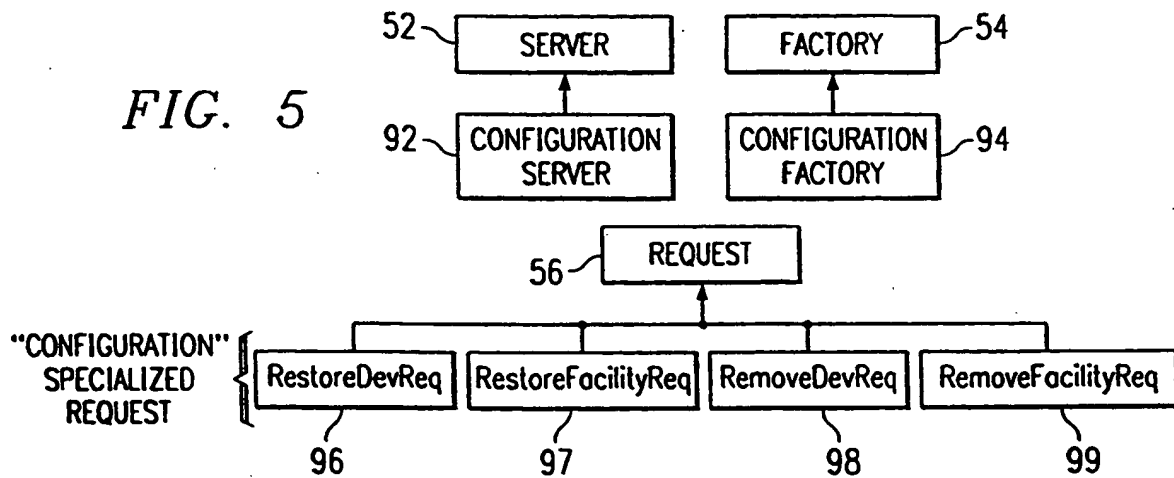 52
SERVER
FACTORY
54
FIG. 5
92
CONFIGURATION
SERVER
CONFIGURATION
FACTORY
94
REQUEST
56
"CONFIGURATION"
SPECIALIZED
REQUEST
RestoreDevReq
RestoreFacilityReq
RemoveDevReq
RemoveFacilityReq
96
97
98
99